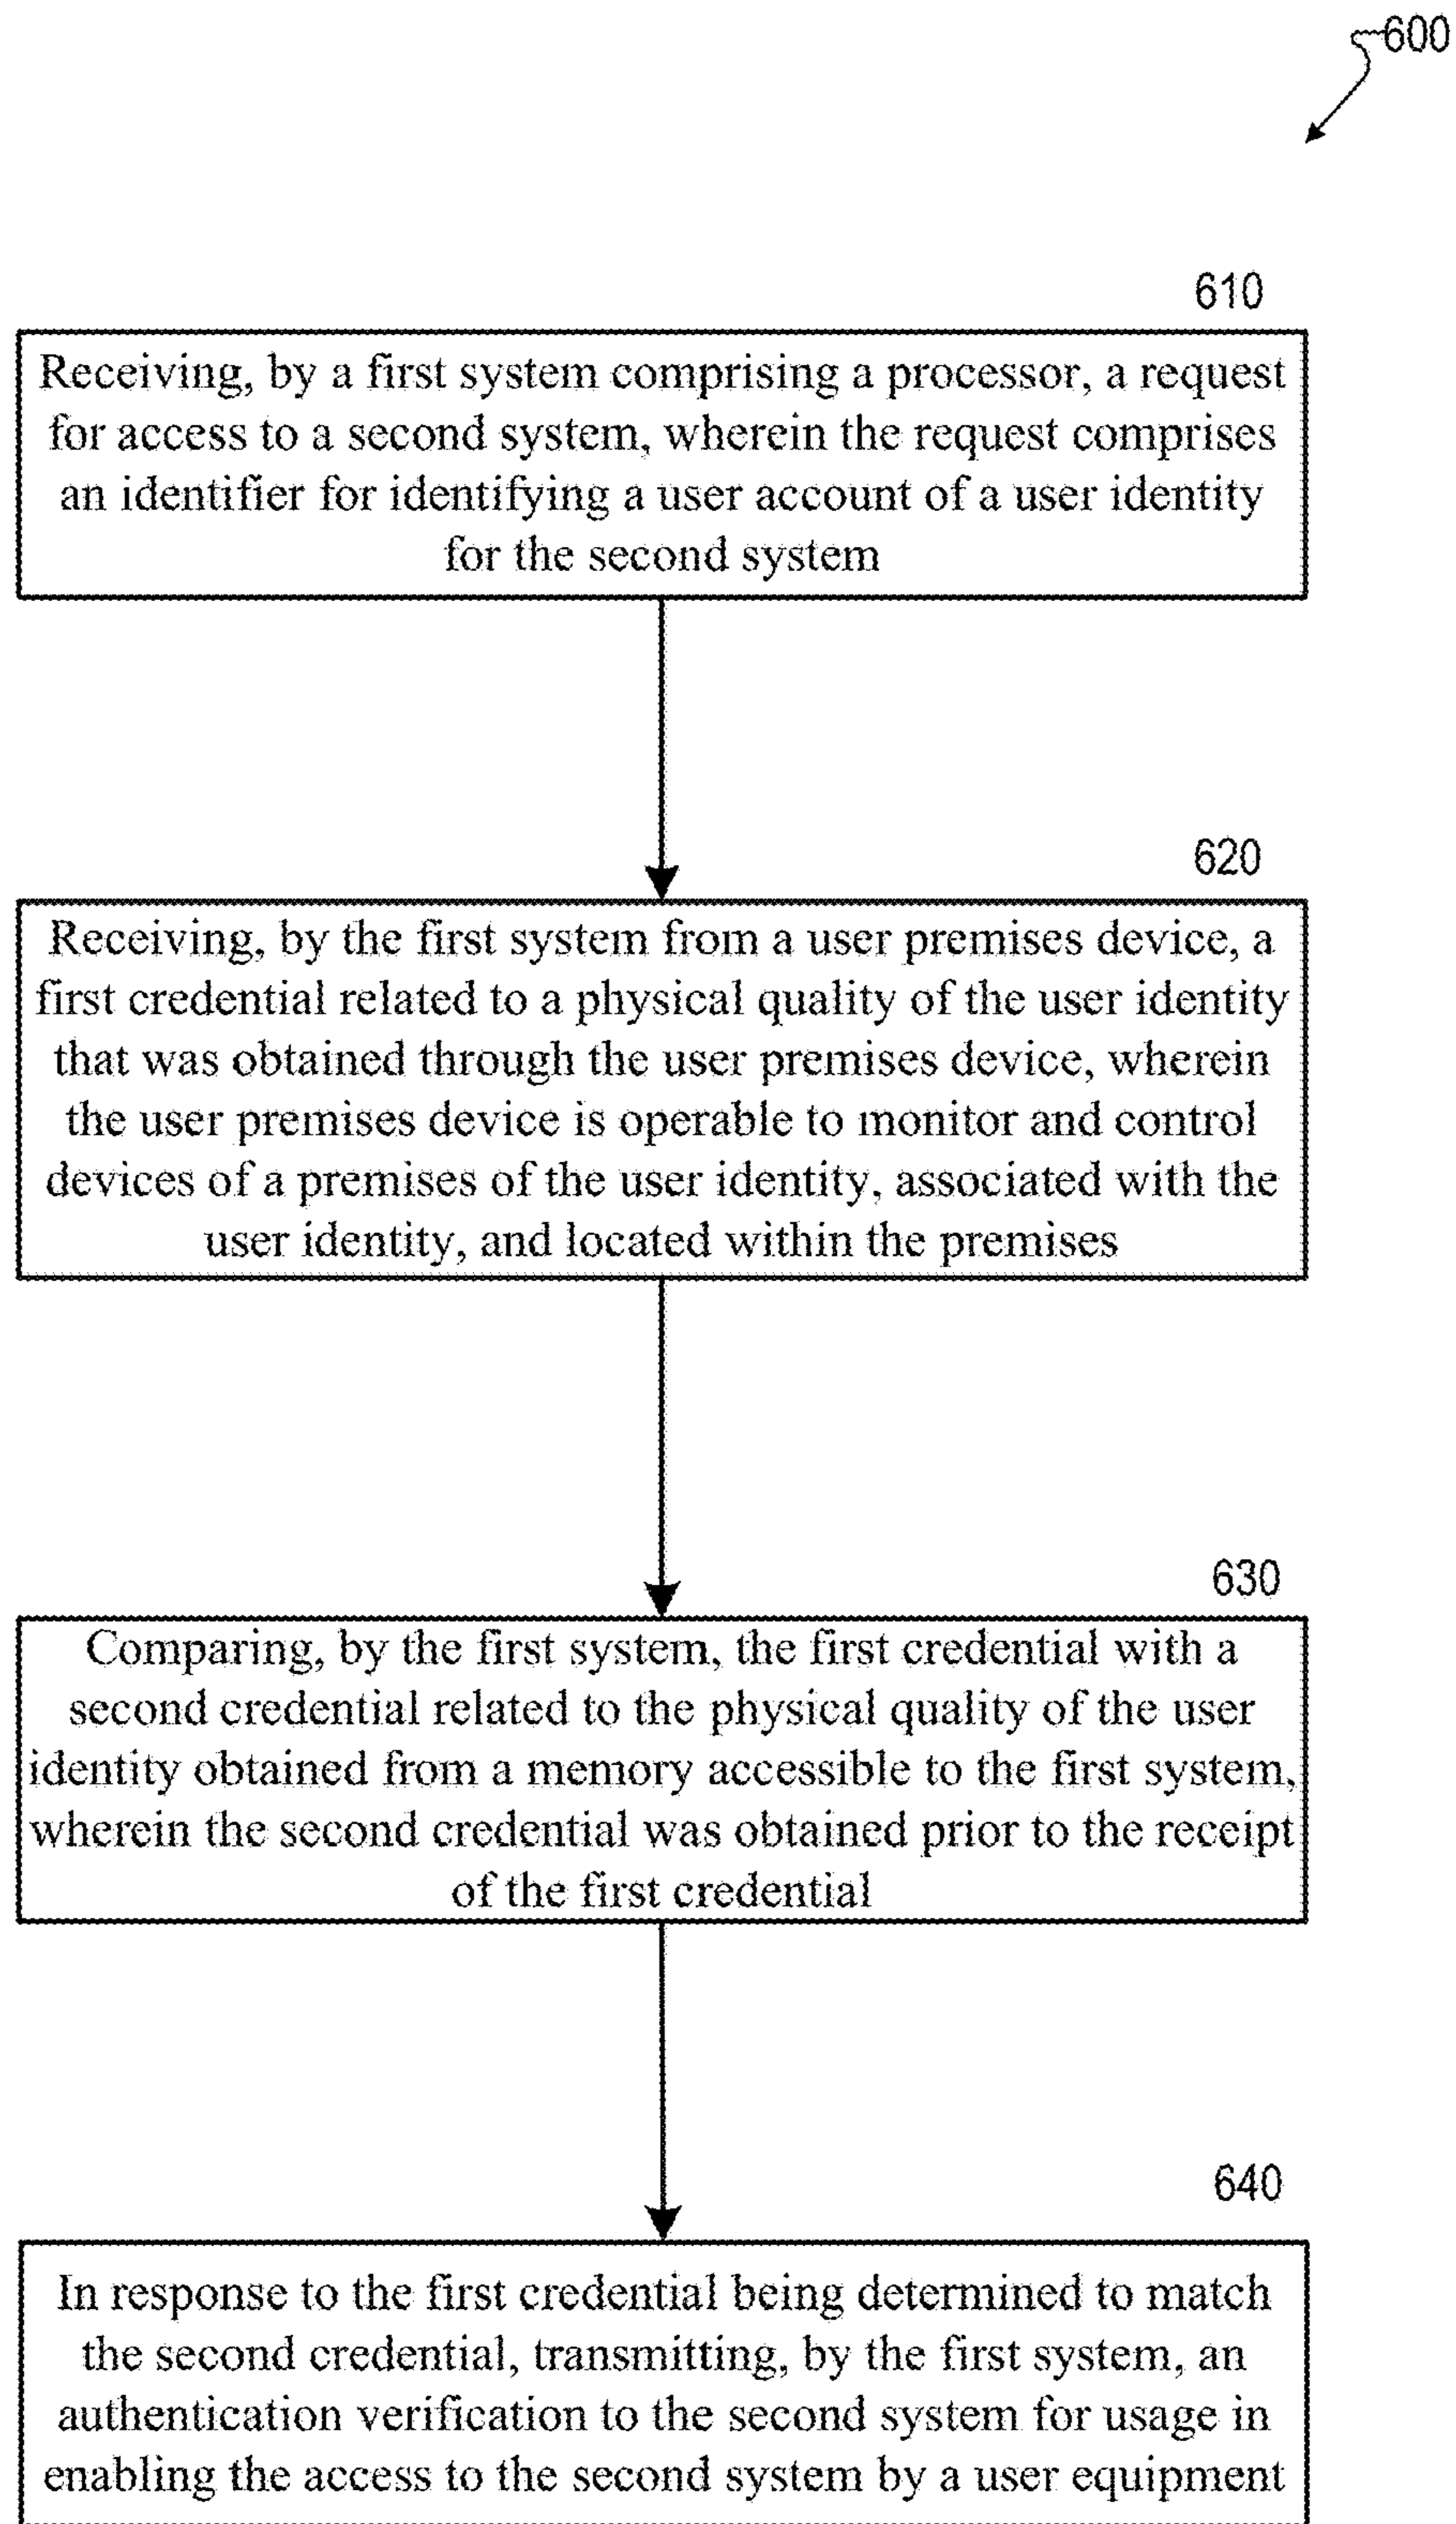 600
610
Receiving, by a first system comprising a processor, a request
for access to a second system, wherein the request comprises
an identifier for identifying a user account of a user identity
for the second system
620
Receiving, by the first system from a user premises device, a
first credential related to a physical quality of the user identity
that was obtained through the user premises device, wherein
the user premises device is operable to monitor and control
devices of a premises of the user identity, associated with the
user identity, and located within the premises
630
Comparing, by the first system, the first credential with a
second credential related to the physical quality of the user
identity obtained from a memory accessible to the first system,
wherein the second credential was obtained prior to the receipt
of the first credential
640
In response to the first credential being determined to match
the second credential, transmitting, by the first system, an
authentication verification to the second system for usage in
enabling the access to the second system by a user equipment